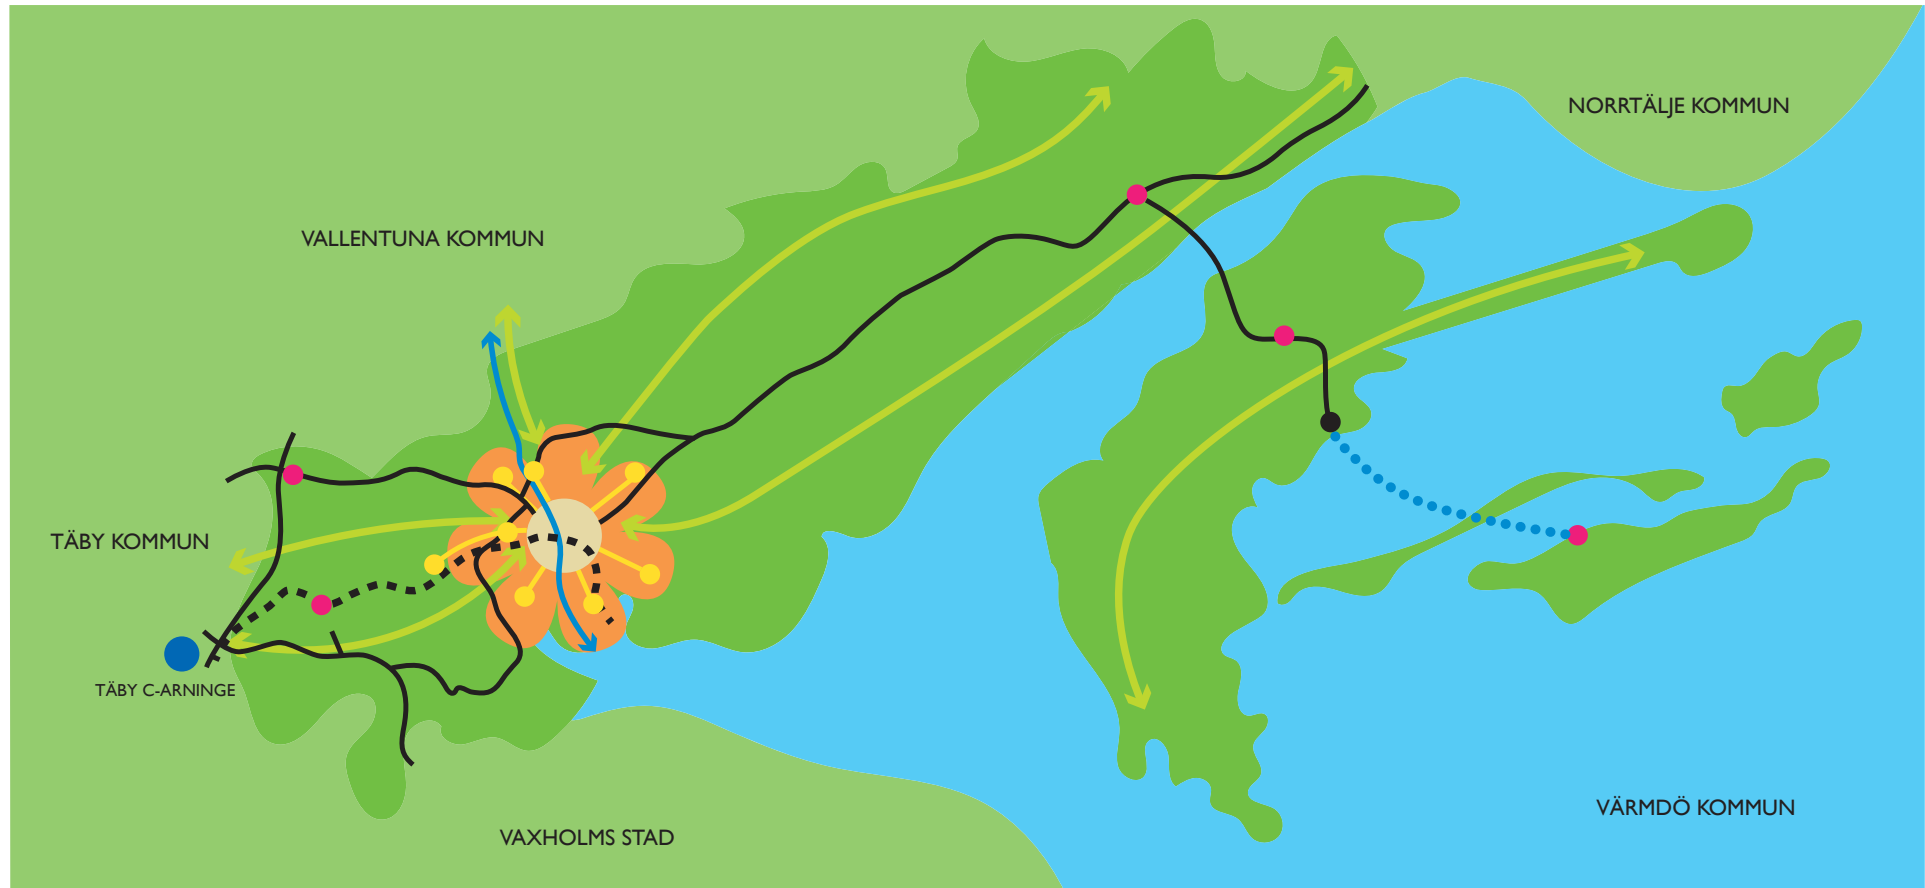 NORRTÄLJE KOMMUN
VALLENTUNA KOMMUN
TÄBY KOMMUN
TÄBY C-ARNINGE
VÄRMDÖ KOMMUN
VAXHOLMS STAD